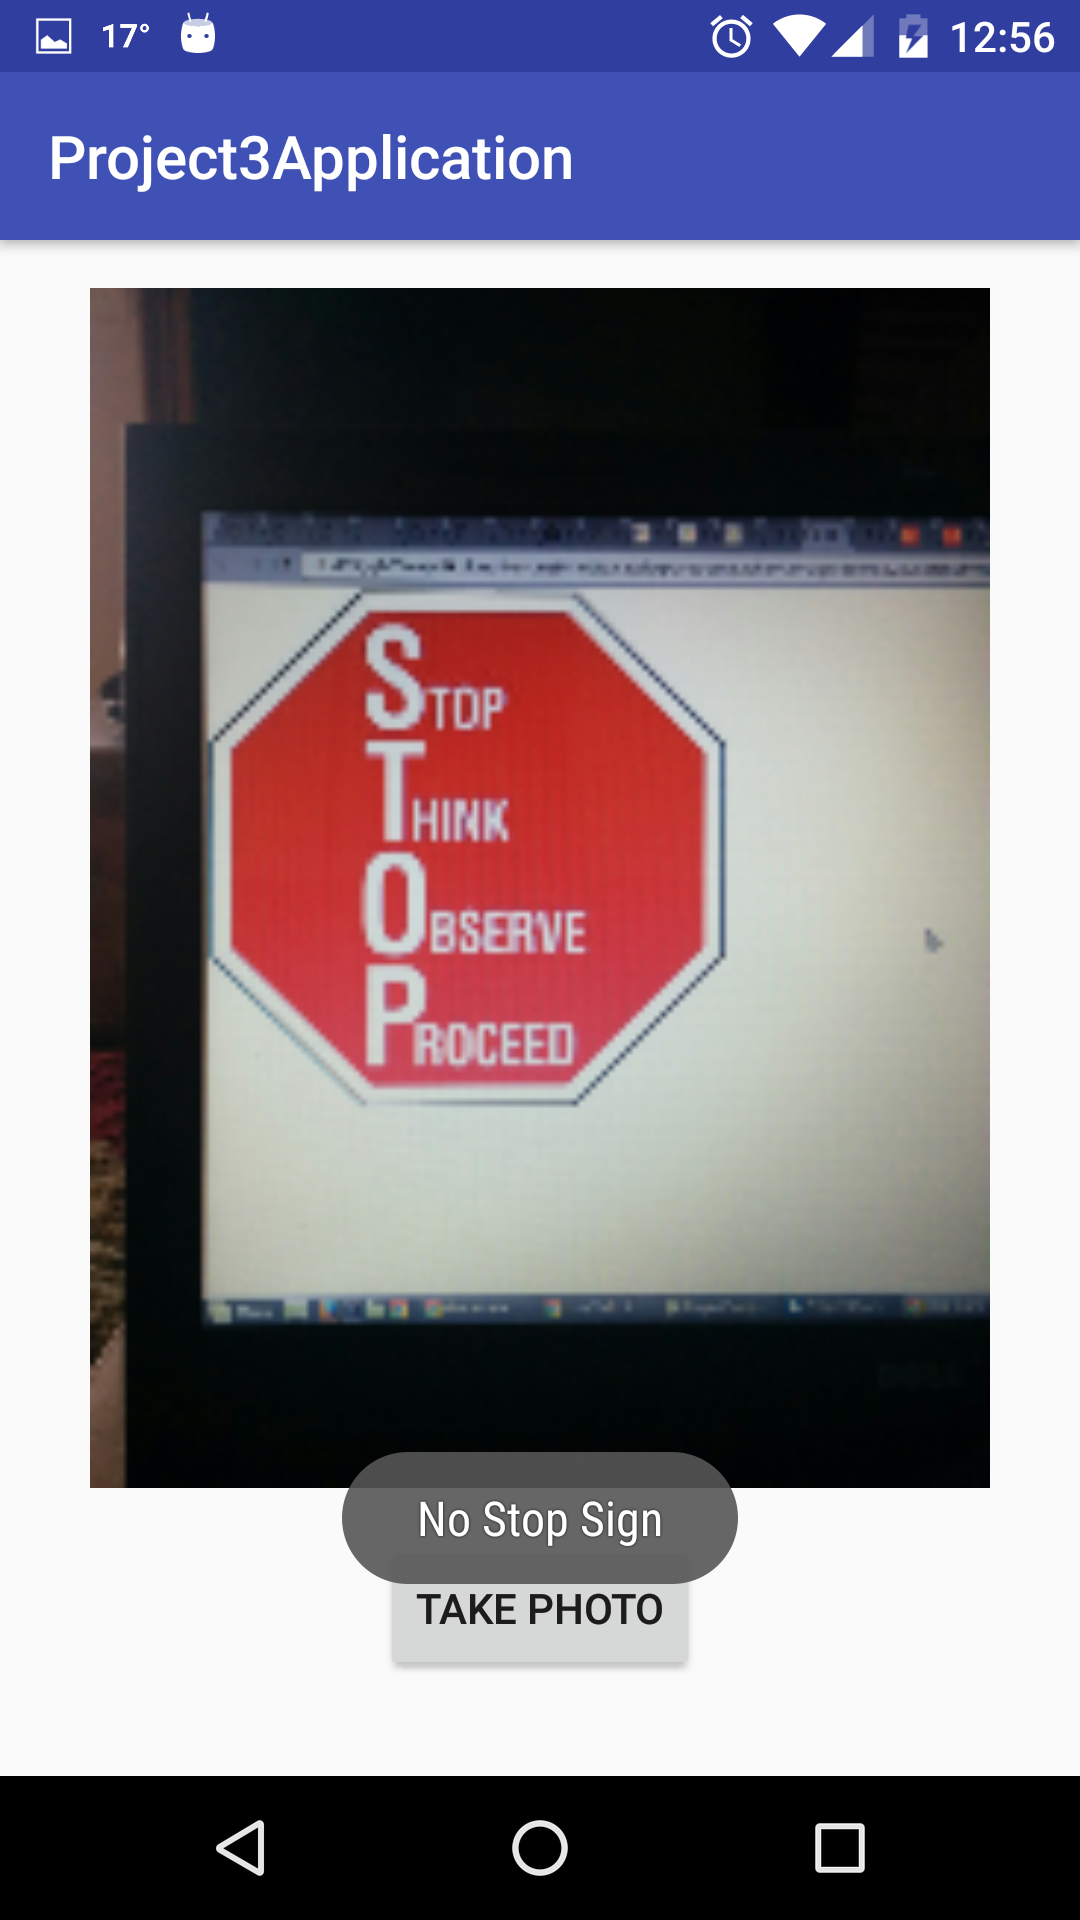 17° 12:56
Project3Application
STOP
THINK
OBSERVE
PROCEED
No Stop Sign
TAKE PHOTO